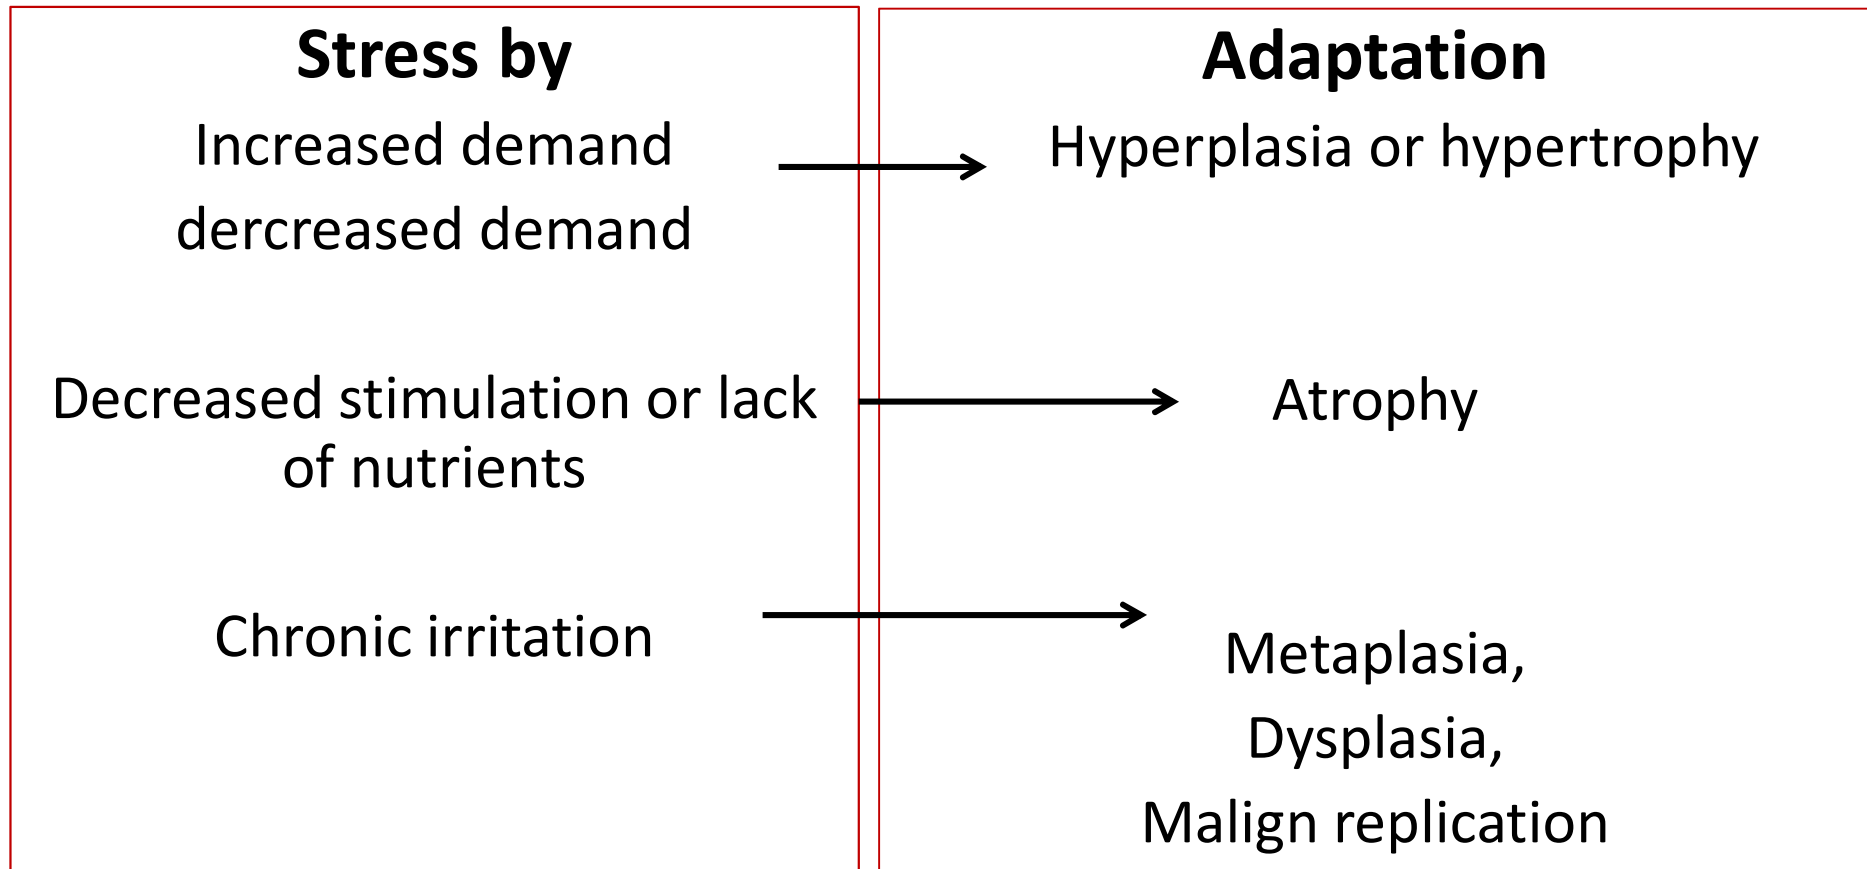 Stress by
Increased demand
dercreased demand
Decreased stimulation or lack
of nutrients
Chronic irritation
Adaptation
Hyperplasia or hypertrophy
Atrophy
Metaplasia,
Dysplasia,
Malign replication